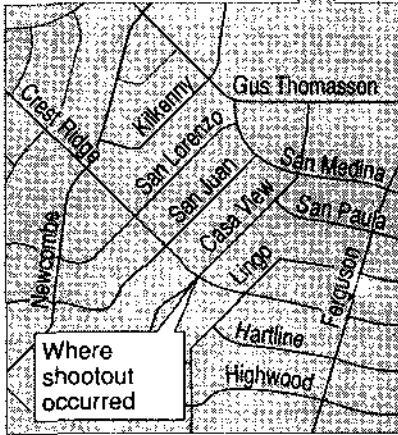 Gus Thomasson
Crest Ridge
Kilkenny
San Lorenzo
San Medina
San Juan
San Paula
Casa View
Newcombe
Lingo
Ferguson
Hartline
Highwood
Where
shootout
occurred